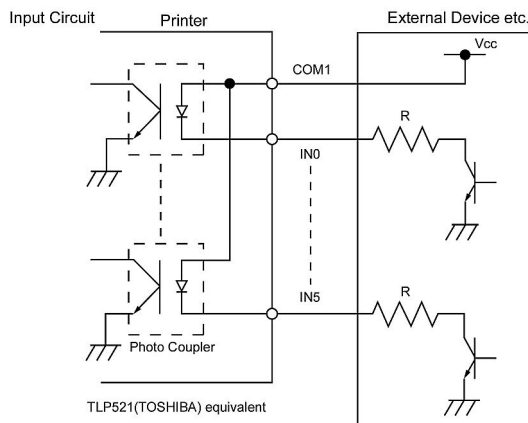 Input Circuit
Printer
External Device etc.
Vcc
COM1
R
IN0
IN5
R
Photo Coupler
TLP521(TOSHIBA) equivalent